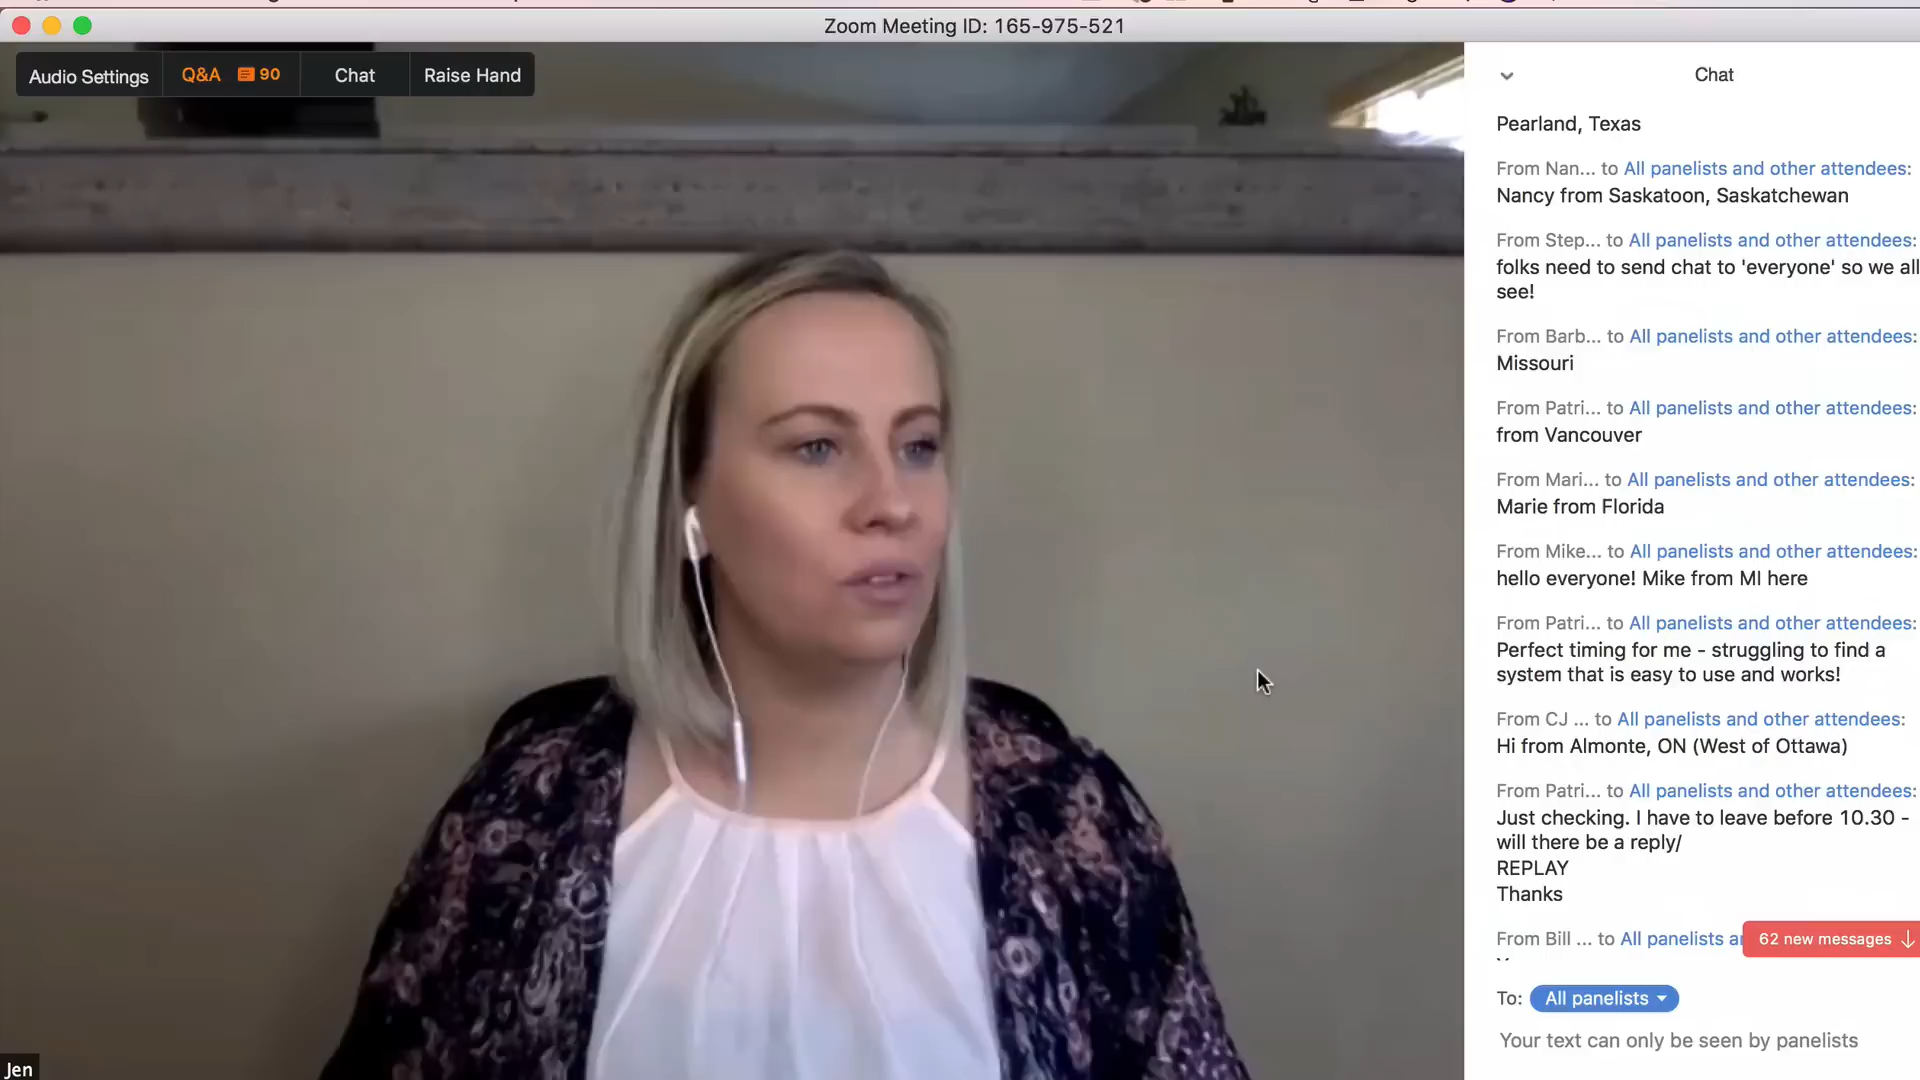 Zoom Meeting ID: 165-975-521
Audio Settings
Q&A 90
Chat
Raise Hand
Chat
Pearland, Texas
From Nan... to All panelists and other attendees:
Nancy from Saskatoon, Saskatchewan
From Step... to All panelists and other attendees:
folks need to send chat to 'everyone' so we all
see!
From Barb... to All panelists and other attendees:
Missouri
From Patri... to All panelists and other attendees:
from Vancouver
From Mari... to All panelists and other attendees:
Marie from Florida
From Mike... to All panelists and other attendees:
hello everyone! Mike from MI here
From Patri... to All panelists and other attendees:
Perfect timing for me - struggling to find a
system that is easy to use and works!
From CJ ... to All panelists and other attendees:
Hi from Almonte, ON (West of Ottawa)
From Patri... to All panelists and other attendees:
Just checking. I have to leave before 10.30 -
will there be a reply/
REPLAY
Thanks
From Bill ... to All panelists
62 new messages
To: All panelists
Your text can only be seen by panelists
Jen